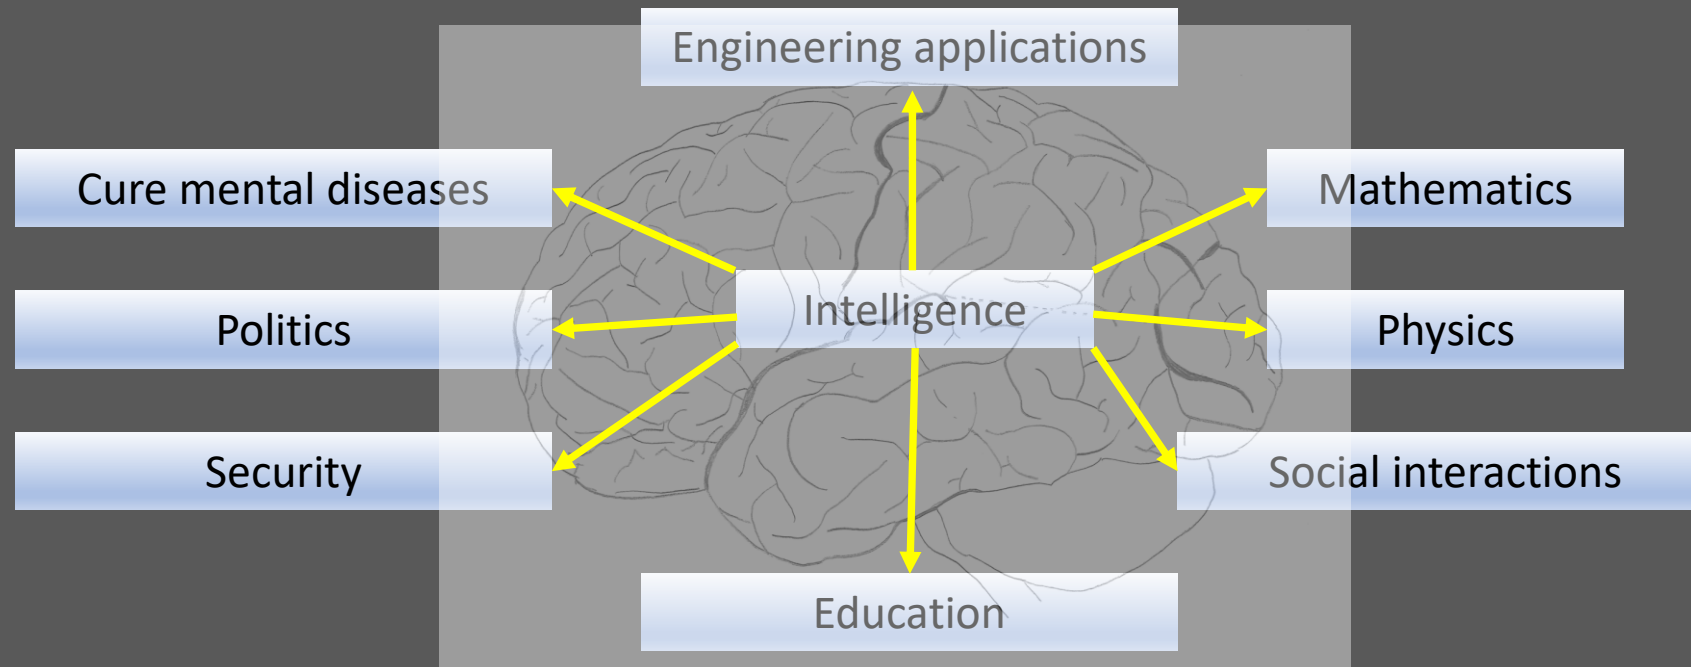 Engineering applications
Cure mental diseases
Mathematics
Intelligence
Politics
Physics
Security
Social interactions
Education